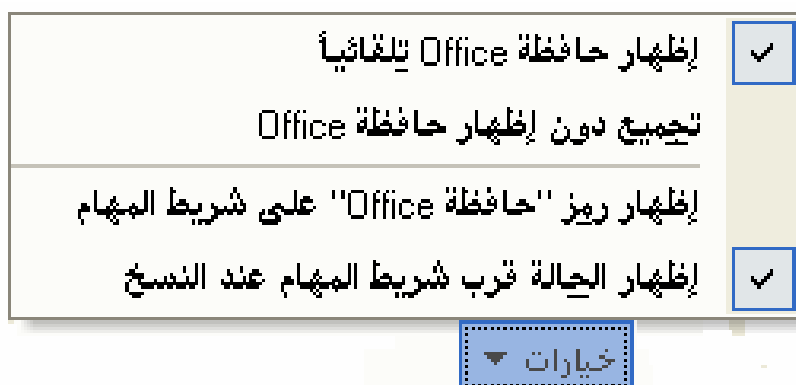 إظهار حافظة Office تلقائياً
تجميع دون إظهار حافظة Office
إظهار رمز "حافظة Office" على شريط المهام
إظهار الحالة قرب شريط المهام عند النسخ
خيارات